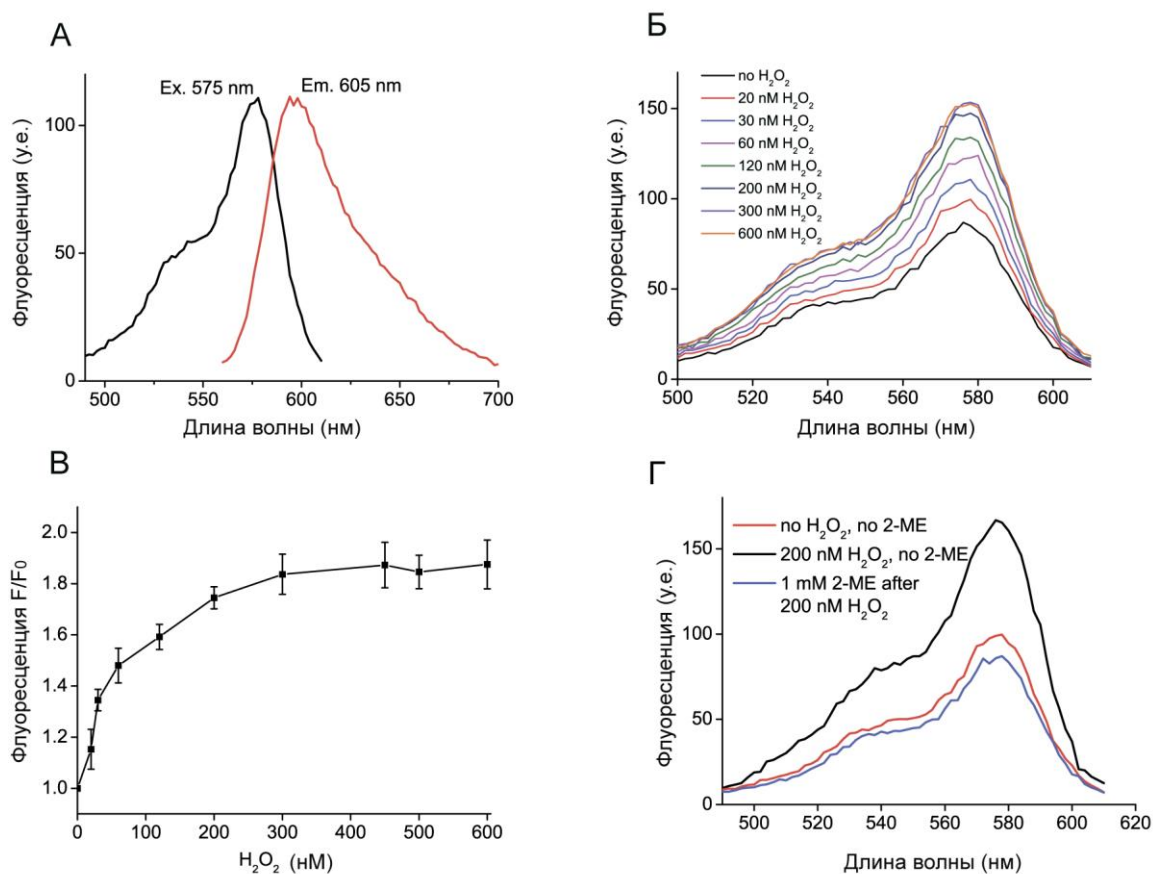 А
Ex. 575 nm
Em. 605 nm
100
50
0
500
550
600
650
700
Флуоресценция (у.е.)
Длина волны (нм)
Б
no H₂O₂
20 nM H₂O₂
30 nM H₂O₂
60 nM H₂O₂
120 nM H₂O₂
200 nM H₂O₂
300 nM H₂O₂
600 nM H₂O₂
150
100
50
0
500
520
540
560
580
600
Флуоресценция (у.е.)
Длина волны (нм)
В
2.0
1.8
1.6
1.4
1.2
1.0
0
100
200
300
400
500
600
Флуоресценция F/F₀
H₂O₂ (нМ)
Г
no H₂O₂, no 2-ME
200 nM H₂O₂, no 2-ME
1 mM 2-ME after
200 nM H₂O₂
150
100
50
0
500
520
540
560
580
600
620
Флуоресценция (у.е.)
Длина волны (нм)